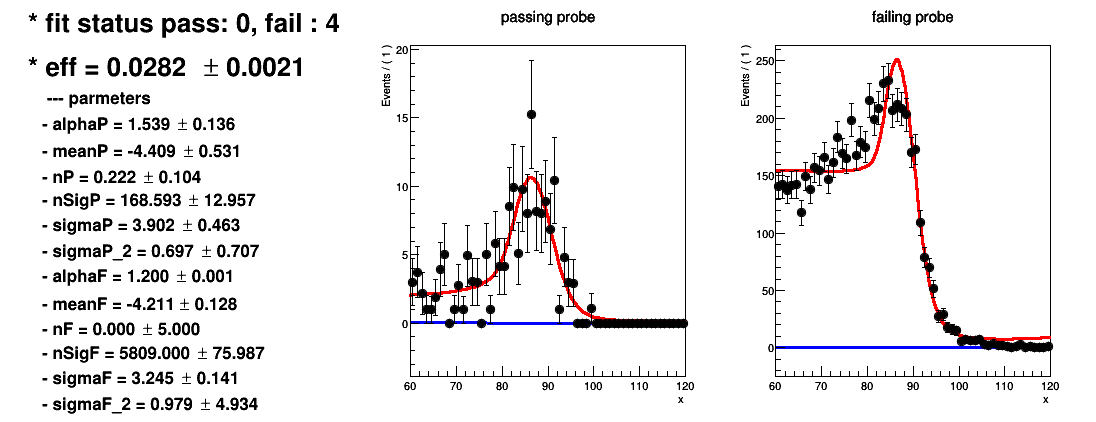 * fit status pass: 0, fail : 4
* eff = 0.0282 ± 0.0021
--- parmeters
- alphaP = 1.539 ± 0.136
- meanP = -4.409 ± 0.531
- nP = 0.222 ± 0.104
- nSigP = 168.593 ± 12.957
- sigmaP = 3.902 ± 0.463
- sigmaP_2 = 0.697 ± 0.707
- alphaF = 1.200 ± 0.001
- meanF = -4.211 ± 0.128
- nF = 0.000 ± 5.000
- nSigF = 5809.000 ± 75.987
- sigmaF = 3.245 ± 0.141
- sigmaF_2 = 0.979 ± 4.934
passing probe
Events / ( 1 )
20
15
10
5
0
60 70 80 90 100 110 120
x
failing probe
Events / ( 1 )
250
200
150
100
50
0
60 70 80 90 100 110 120
x